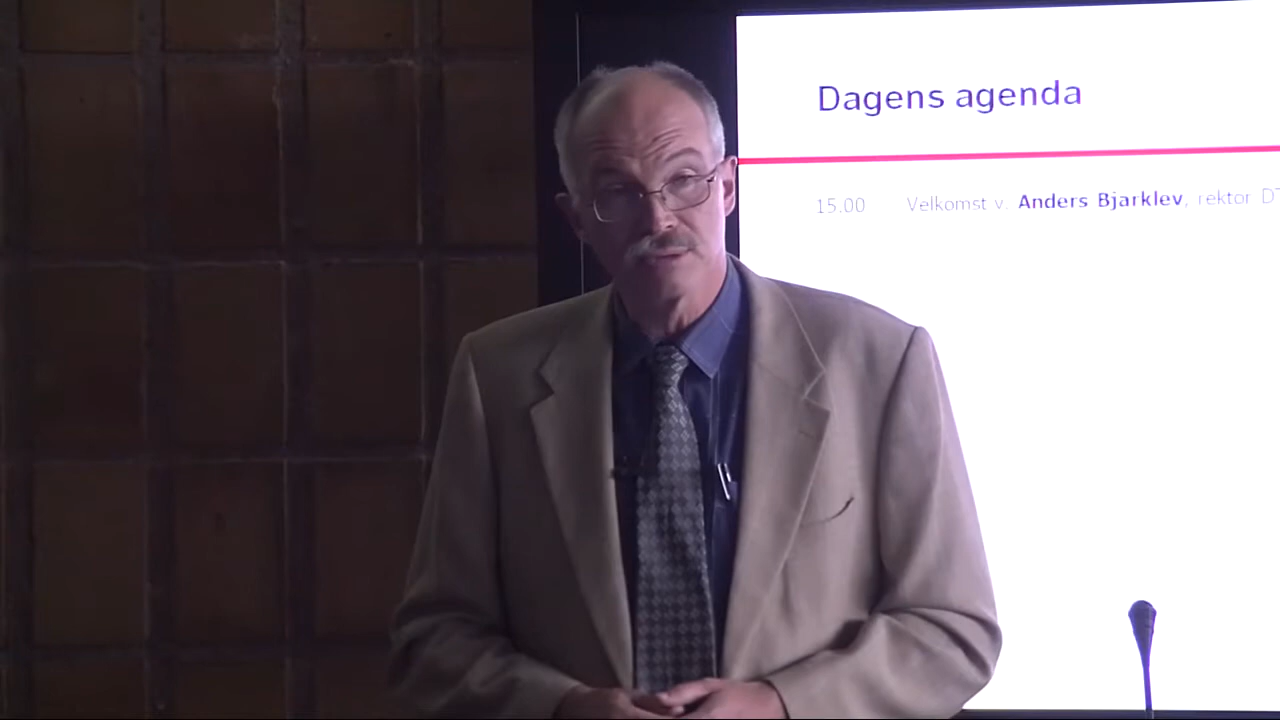 Dagens agenda
15.00 Velkomst v. Anders Bjarklev, rektor